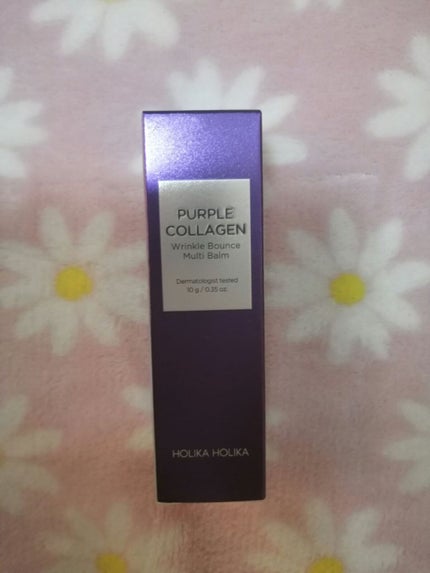 PURPLE
COLLAGEN
Wrinkle Bounce
Multi Balm
Dermatologist tested
10 g / 0.35 oz.
HOLIKA HOLIKA